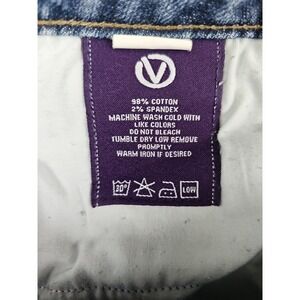 V
98% COTTON
2% SPANDEX
MACHINE WASH COLD WITH
LIKE COLORS
DO NOT BLEACH
TUMBLE DRY LOW REMOVE
PROMPTLY
WARM IRON IF DESIRED
30° LOW